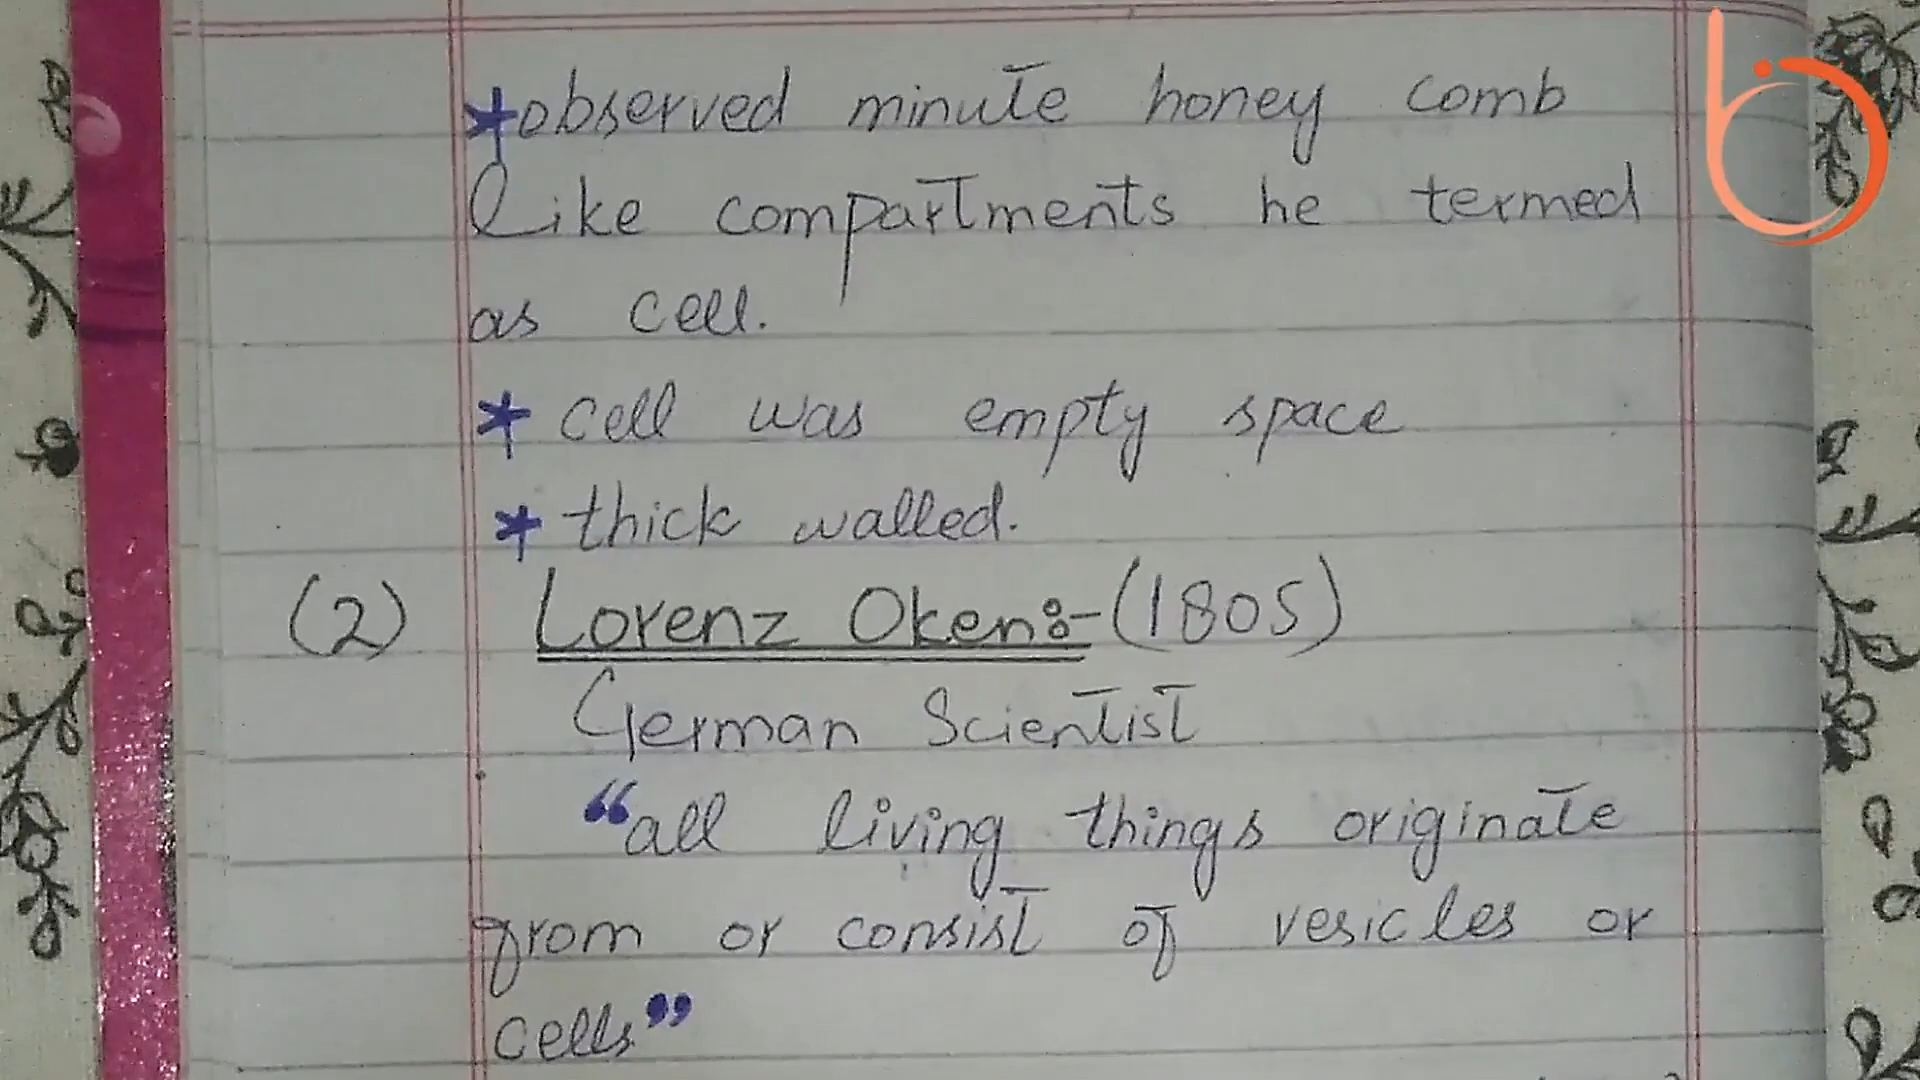 *observed minute honey comb
like compartments he termed
as cell.
* cell was empty space
* thick walled.
(2) Lorenz Oken:-(1805)
German Scientist
"all living things originate
from or consist of vesicles or
cells"